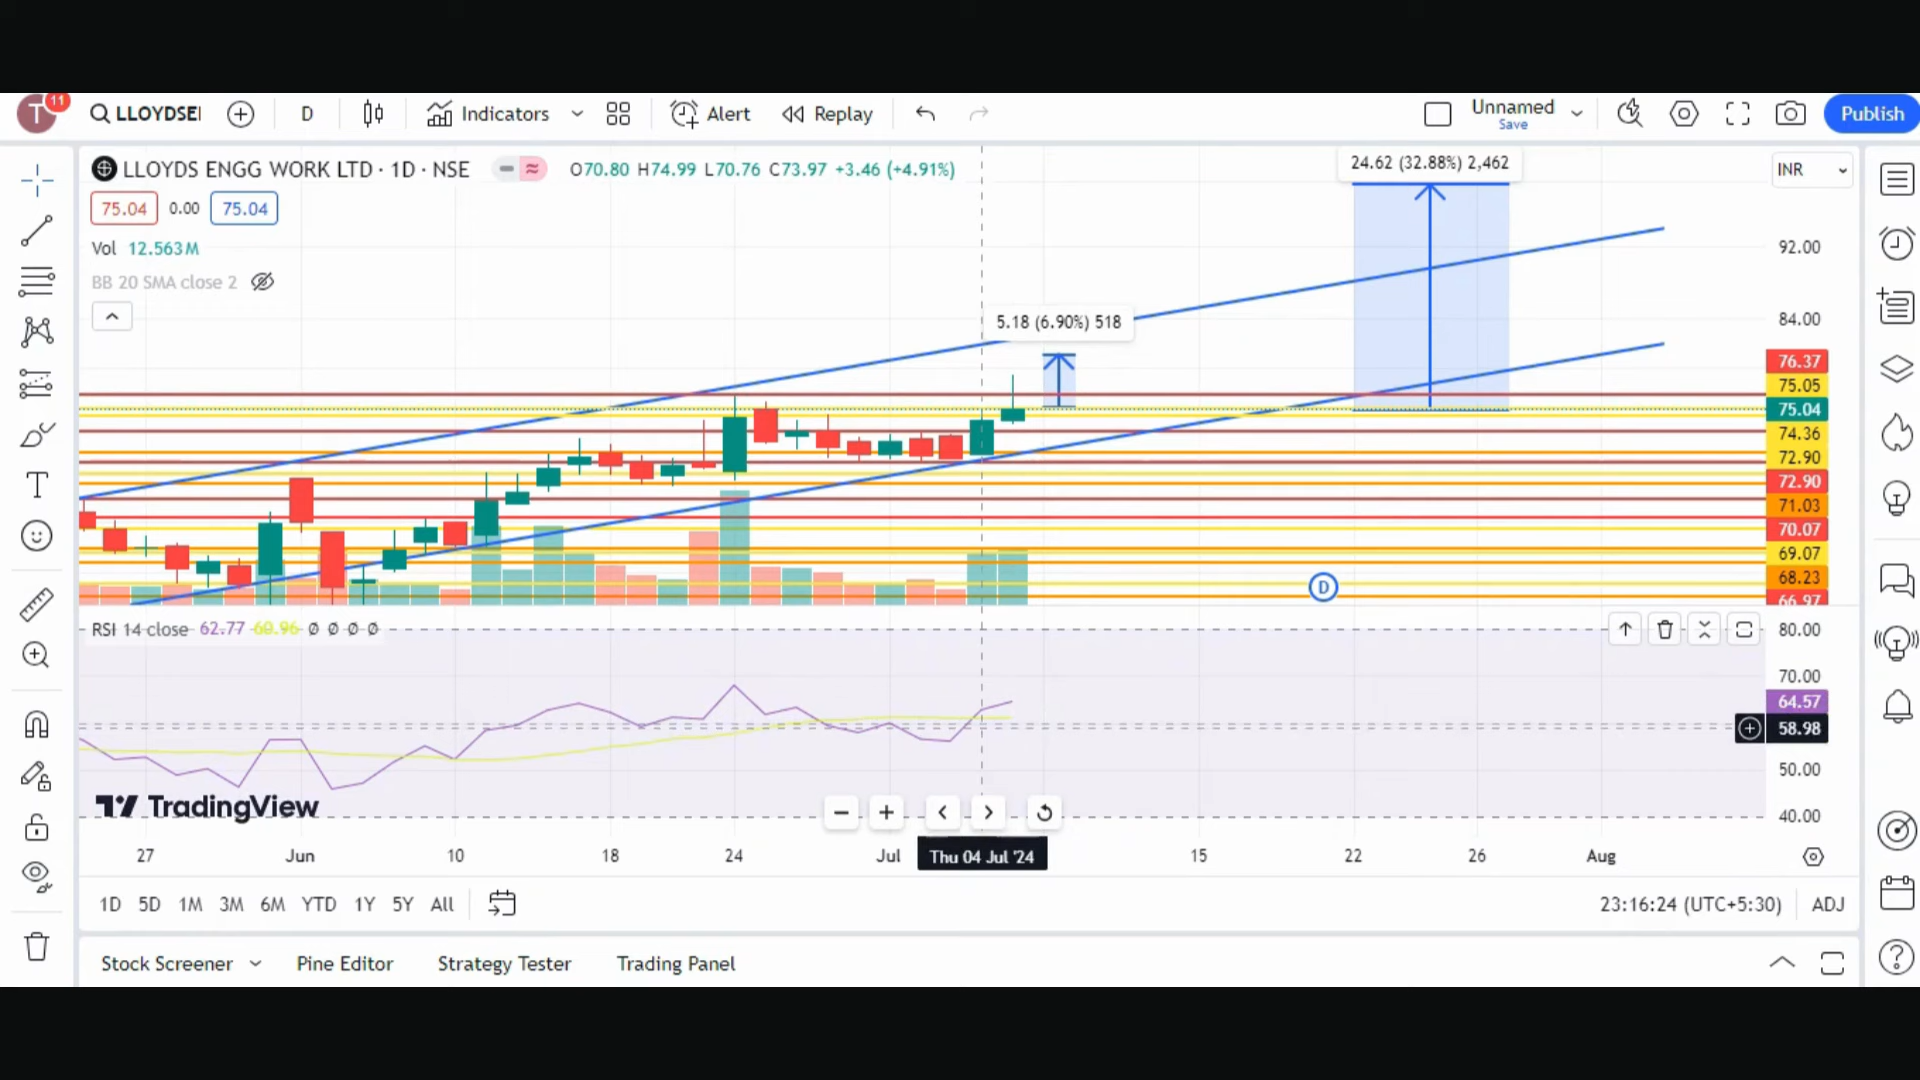 T 11 LLOYDSEI D Indicators Alert Replay Unnamed Save Publish
LLOYDS ENGG WORK LTD · 1D · NSE O70.80 H74.99 L70.76 C73.97 +3.46 (+4.91%)
24.62 (32.88%) 2,462
INR
75.04 0.00 75.04
Vol 12.563M
BB 20 SMA close 2
92.00
5.18 (6.90%) 518
84.00
76.37
75.05
75.04
74.36
72.90
72.90
71.03
70.07
69.07
68.23
66.97
D
RSI 14 close 62.77 60.96 Ø Ø Ø Ø
80.00
70.00
64.57
58.98
50.00
40.00
TradingView
27 Jun 10 18 24 Jul Thu 04 Jul '24 15 22 26 Aug
1D 5D 1M 3M 6M YTD 1Y 5Y All 23:16:24 (UTC+5:30) ADJ
Stock Screener Pine Editor Strategy Tester Trading Panel